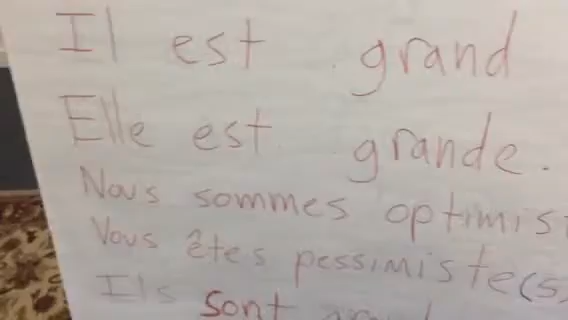 Il est grand
Elle est grande.
Nous sommes optimis
Vous êtes pessimiste(s
Ils sont